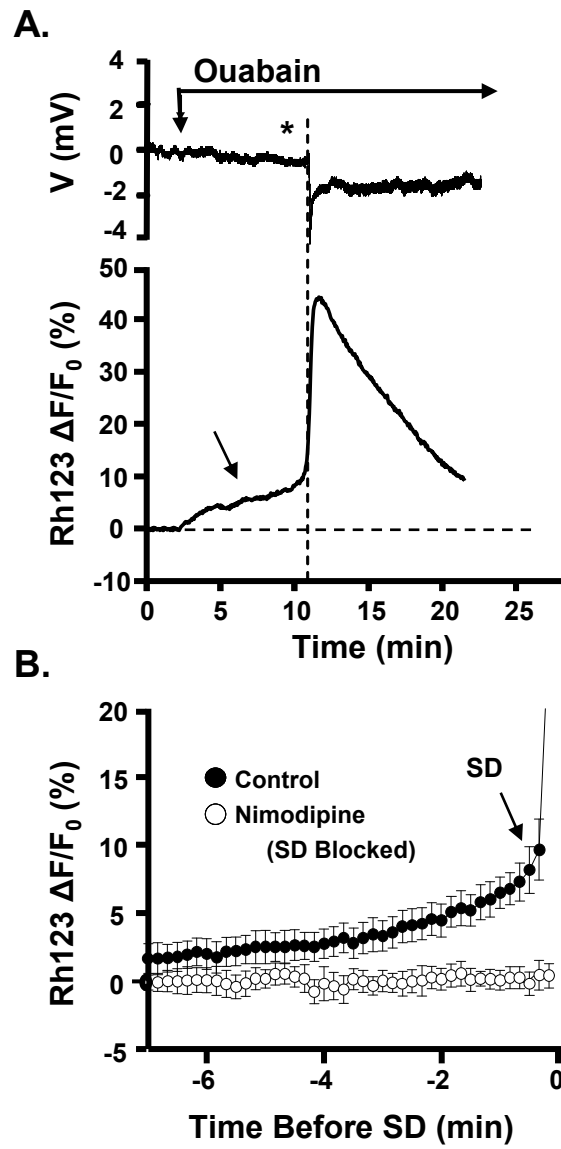 A.
Ouabain
*
V (mV)
4
2
0
-2
-4
Rh123 ΔF/F0 (%)
50
40
30
20
10
0
-10
0 5 10 15 20 25
Time (min)
B.
Rh123 ΔF/F0 (%)
20
15
10
5
0
-5
Control
Nimodipine
(SD Blocked)
SD
-6 -4 -2 0
Time Before SD (min)